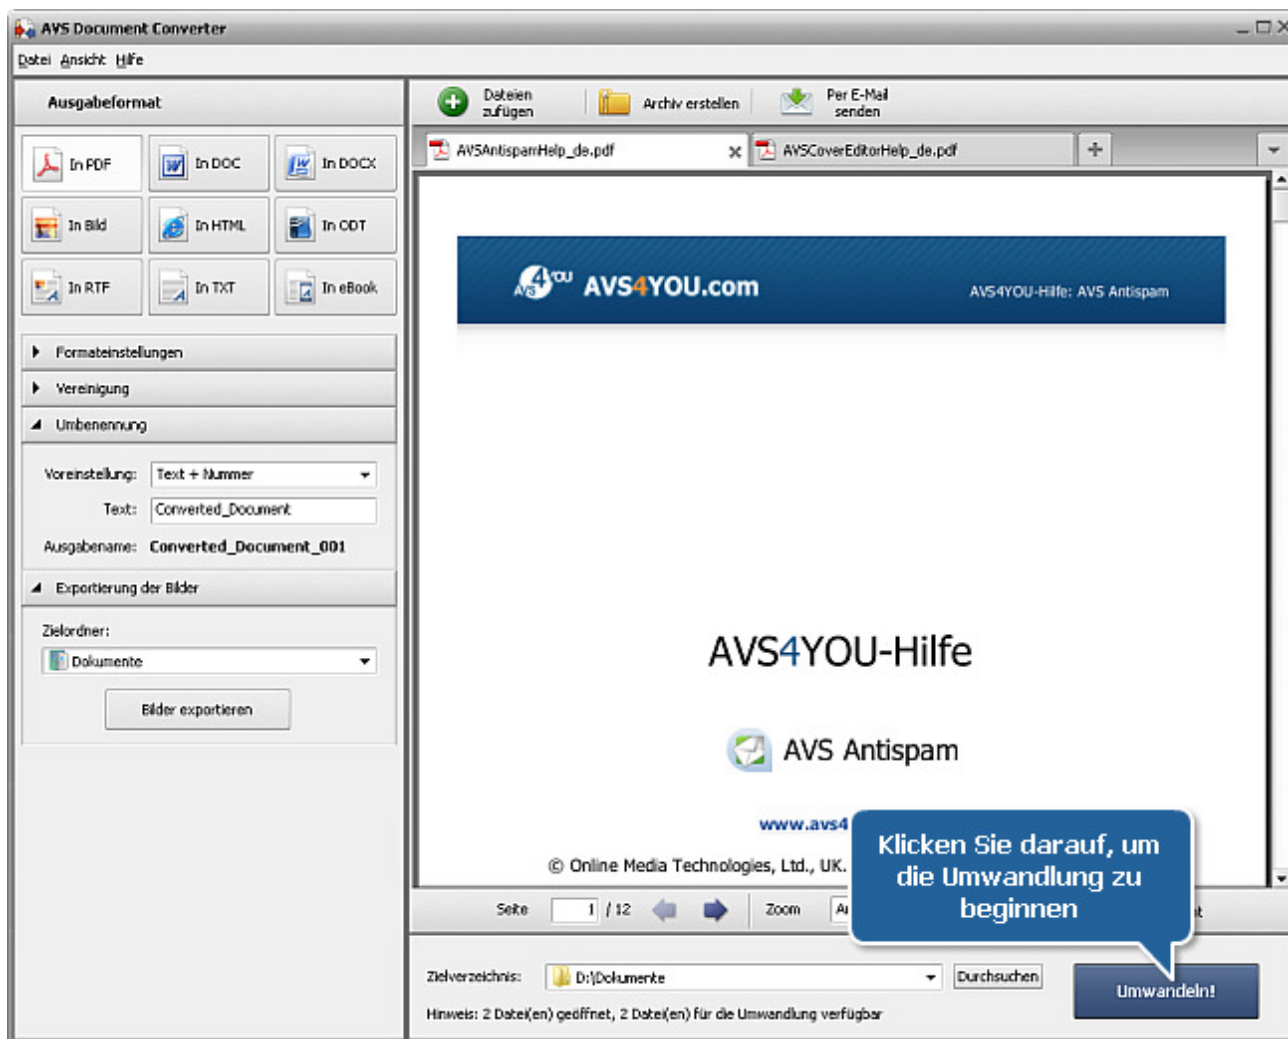 AVS Document Converter
Datei Ansicht Hilfe
Ausgabeformat
In PDF
In DOC
In DOCX
In Bild
In HTML
In ODT
In RTF
In TXT
In eBook
Formateinstellungen
Vereinigung
Umbenennung
Voreinstellung: Text + Nummer
Text: Converted_Document
Ausgabename: Converted_Document_001
Exportierung der Bilder
Zielordner:
Dokumente
Bilder exportieren
Dateien
zufügen
Archiv erstellen
Per E-Mail
senden
AVSAntispamHelp_de.pdf
AVSCoverEditorHelp_de.pdf
AVS4YOU AVS4YOU.com
AVS4YOU-Hilfe: AVS Antispam
AVS4YOU-Hilfe
AVS Antispam
www.avs4
© Online Media Technologies, Ltd., UK.
Klicken Sie darauf, um
die Umwandlung zu
beginnen
Seite 1 / 12 Zoom
Zielverzeichnis: D:\Dokumente Durchsuchen
Umwandeln!
Hinweis: 2 Datei(en) geöffnet, 2 Datei(en) für die Umwandlung verfügbar